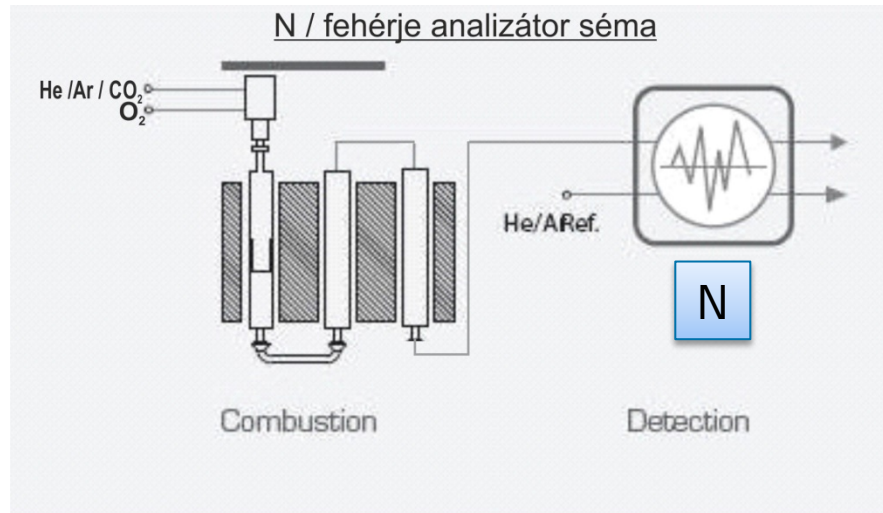 N / fehérje analizátor séma
He /Ar / CO₂
O₂
He/ArRef.
N
Combustion
Detection